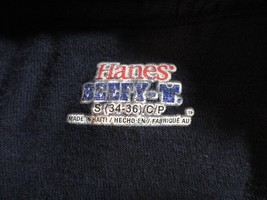 Hanes®
BEEFY-T®
S (34-36) C/P
MADE IN HAITI / HECHO EN / FABRIQUÉ AU